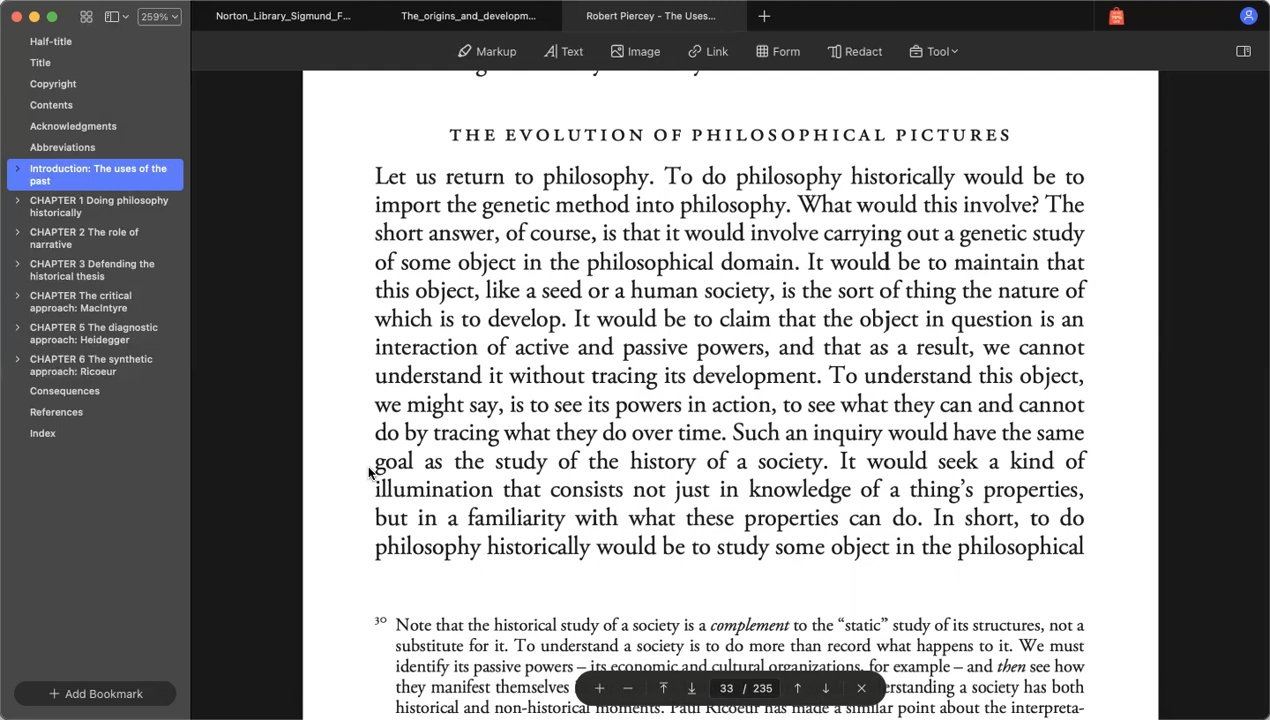 259%
Norton_Library_Sigmund_F...
The_origins_and_developm...
Robert Piercey - The Uses...
Markup
Text
Image
Link
Form
Redact
Tool
Half-title
Title
Copyright
Contents
Acknowledgments
Abbreviations
Introduction: The uses of the
past
CHAPTER 1 Doing philosophy
historically
CHAPTER 2 The role of
narrative
CHAPTER 3 Defending the
historical thesis
CHAPTER The critical
approach: MacIntyre
CHAPTER 5 The diagnostic
approach: Heidegger
CHAPTER 6 The synthetic
approach: Ricoeur
Consequences
References
Index
+ Add Bookmark
THE EVOLUTION OF PHILOSOPHICAL PICTURES
Let us return to philosophy. To do philosophy historically would be to
import the genetic method into philosophy. What would this involve? The
short answer, of course, is that it would involve carrying out a genetic study
of some object in the philosophical domain. It would be to maintain that
this object, like a seed or a human society, is the sort of thing the nature of
which is to develop. It would be to claim that the object in question is an
interaction of active and passive powers, and that as a result, we cannot
understand it without tracing its development. To understand this object,
we might say, is to see its powers in action, to see what they can and cannot
do by tracing what they do over time. Such an inquiry would have the same
goal as the study of the history of a society. It would seek a kind of
illumination that consists not just in knowledge of a thing's properties,
but in a familiarity with what these properties can do. In short, to do
philosophy historically would be to study some object in the philosophical
30 Note that the historical study of a society is a complement to the "static" study of its structures, not a
substitute for it. To understand a society is to do more than record what happens to it. We must
identify its passive powers – its economic and cultural organizations, for example – and then see how
they manifest themselves erstanding a society has both
historical and non-historical moments. Paul Ricoeur has made a similar point about the interpreta-
33 / 235